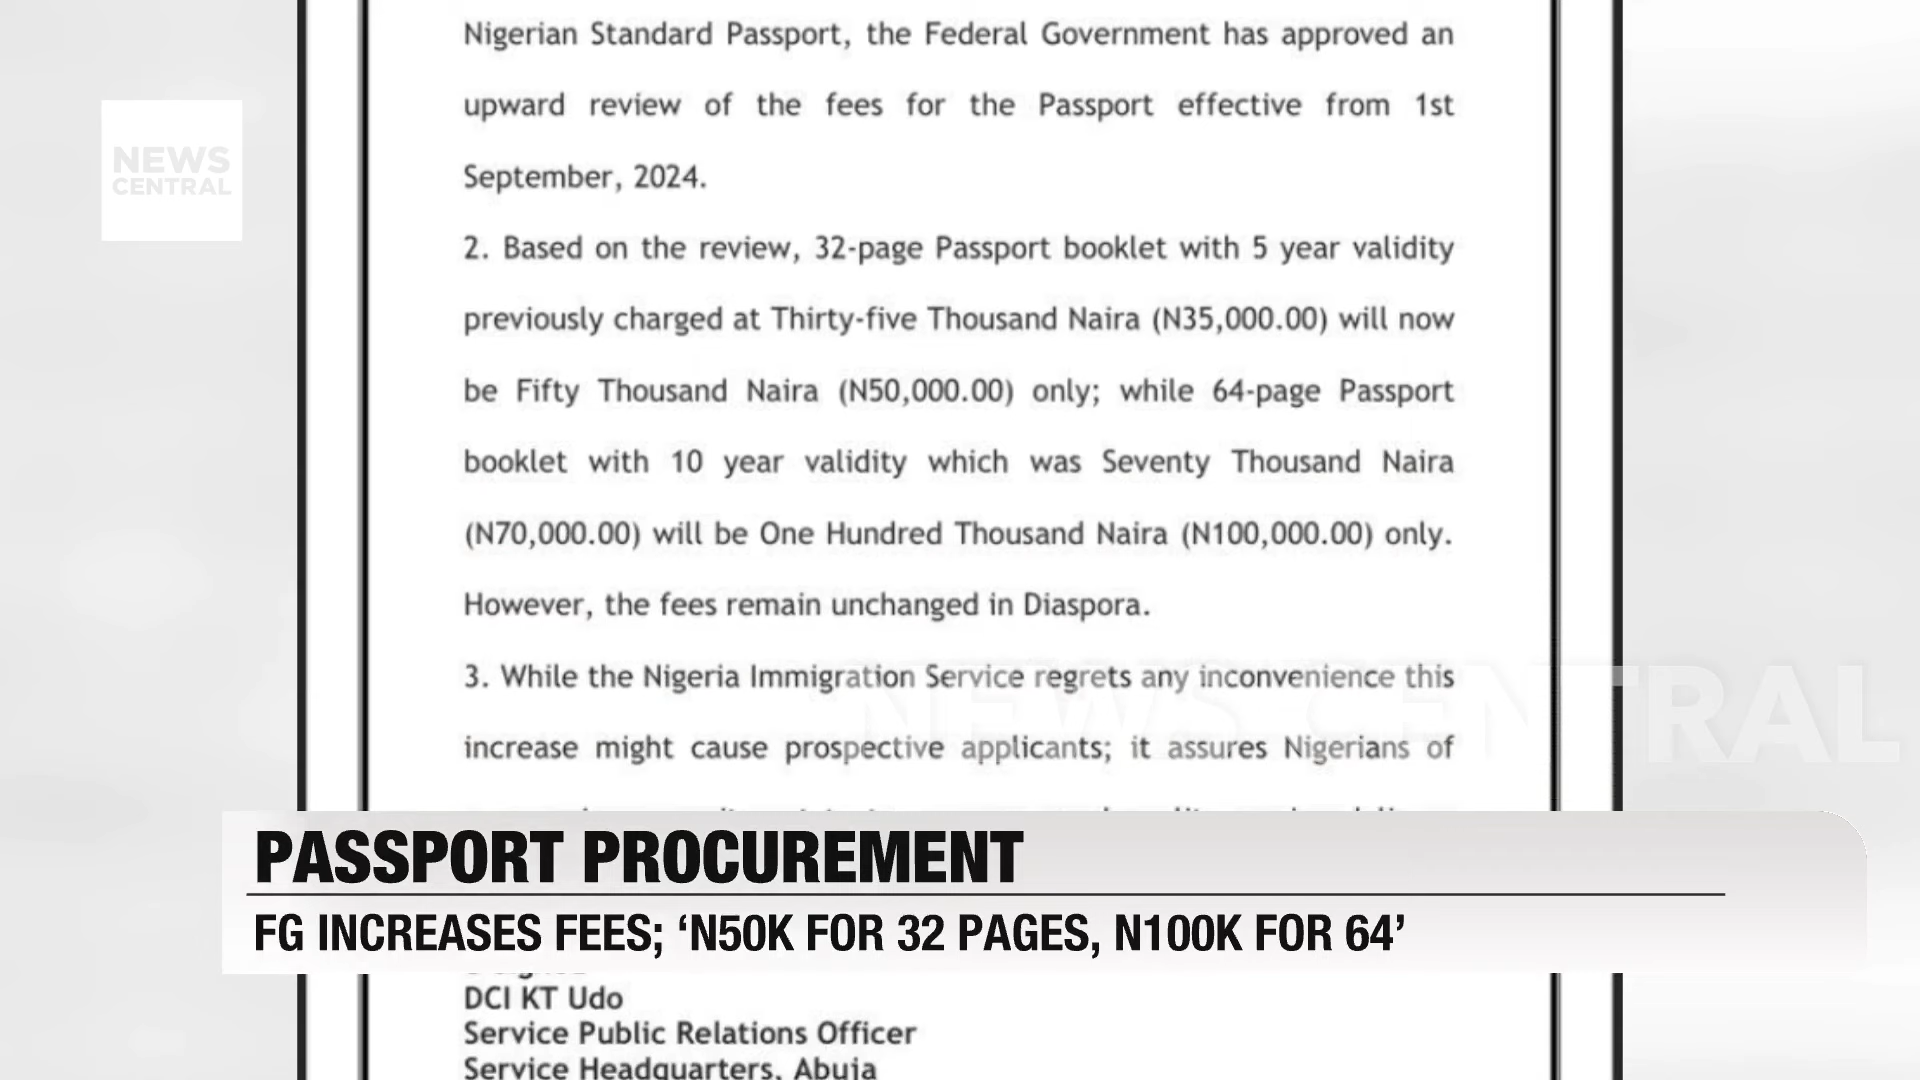 Nigerian Standard Passport, the Federal Government has approved an
upward review of the fees for the Passport effective from 1st
September, 2024.
2. Based on the review, 32-page Passport booklet with 5 year validity
previously charged at Thirty-five Thousand Naira (N35,000.00) will now
be Fifty Thousand Naira (N50,000.00) only; while 64-page Passport
booklet with 10 year validity which was Seventy Thousand Naira
(N70,000.00) will be One Hundred Thousand Naira (N100,000.00) only.
However, the fees remain unchanged in Diaspora.
3. While the Nigeria Immigration Service regrets any inconvenience this
increase might cause prospective applicants; it assures Nigerians of
NEWS
CENTRAL
NEWS CENTRAL
PASSPORT PROCUREMENT
FG INCREASES FEES; ‘N50K FOR 32 PAGES, N100K FOR 64’
DCI KT Udo
Service Public Relations Officer
Service Headquarters, Abuja